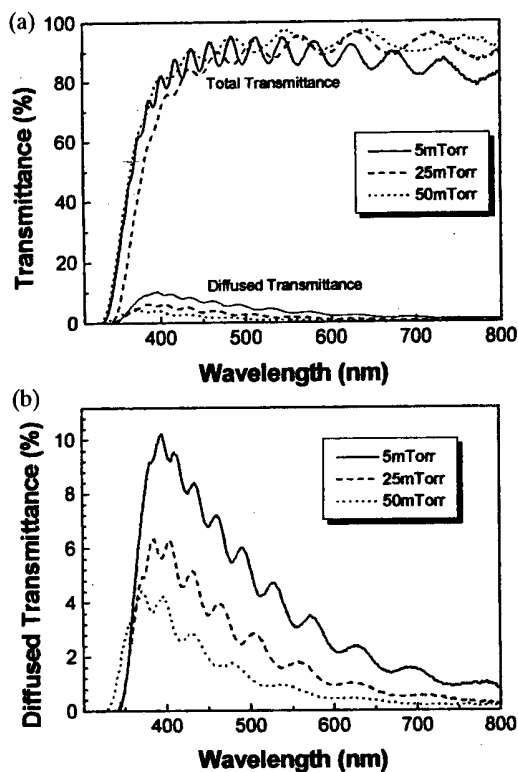 (a)
100
80
60
40
20
0
Transmittance (%)
Total Transmittance
5mTorr
25mTorr
50mTorr
Diffused Transmittance
400 500 600 700 800
Wavelength (nm)
(b)
10
8
6
4
2
0
Diffused Transmittance (%)
5mTorr
25mTorr
50mTorr
400 500 600 700 800
Wavelength (nm)